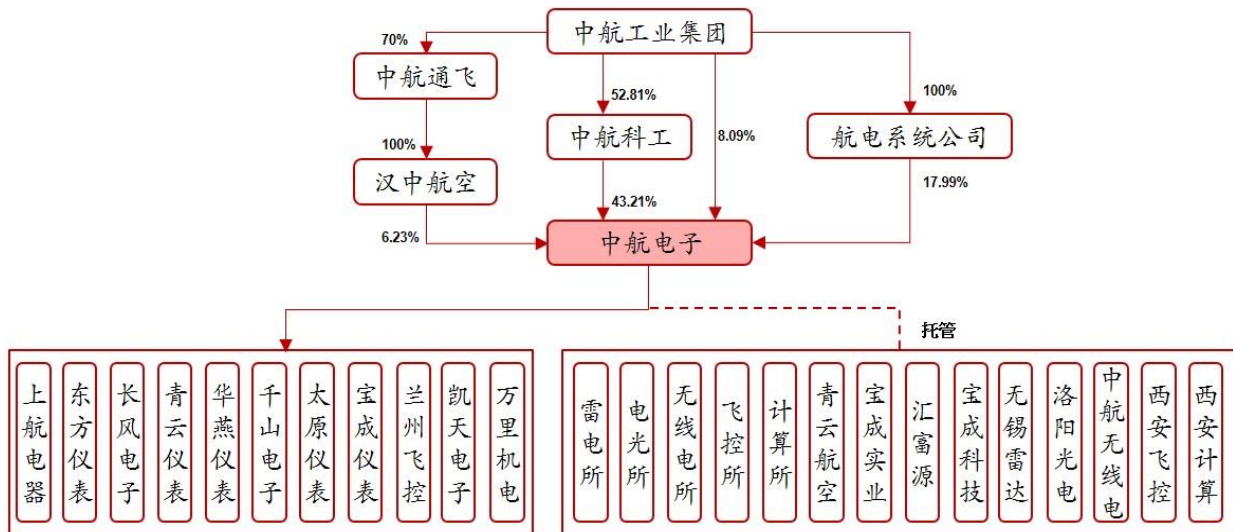 中航工业集团
70%
中航通飞
52.81%
100%
中航科工
8.09%
航电系统公司
100%
汉中航空
43.21%
17.99%
6.23%
中航电子
托管
上航电器
东方仪表
长风电子
青云仪表
华燕仪表
千山电子
太原仪表
宝成仪表
兰州飞控
凯天电子
万里机电
雷电所
电光所
无线电所
飞控所
计算所
青云航空
宝成实业
汇富源
宝成科技
无锡雷达
洛阳光电
中航无线电
西安飞控
西安计算